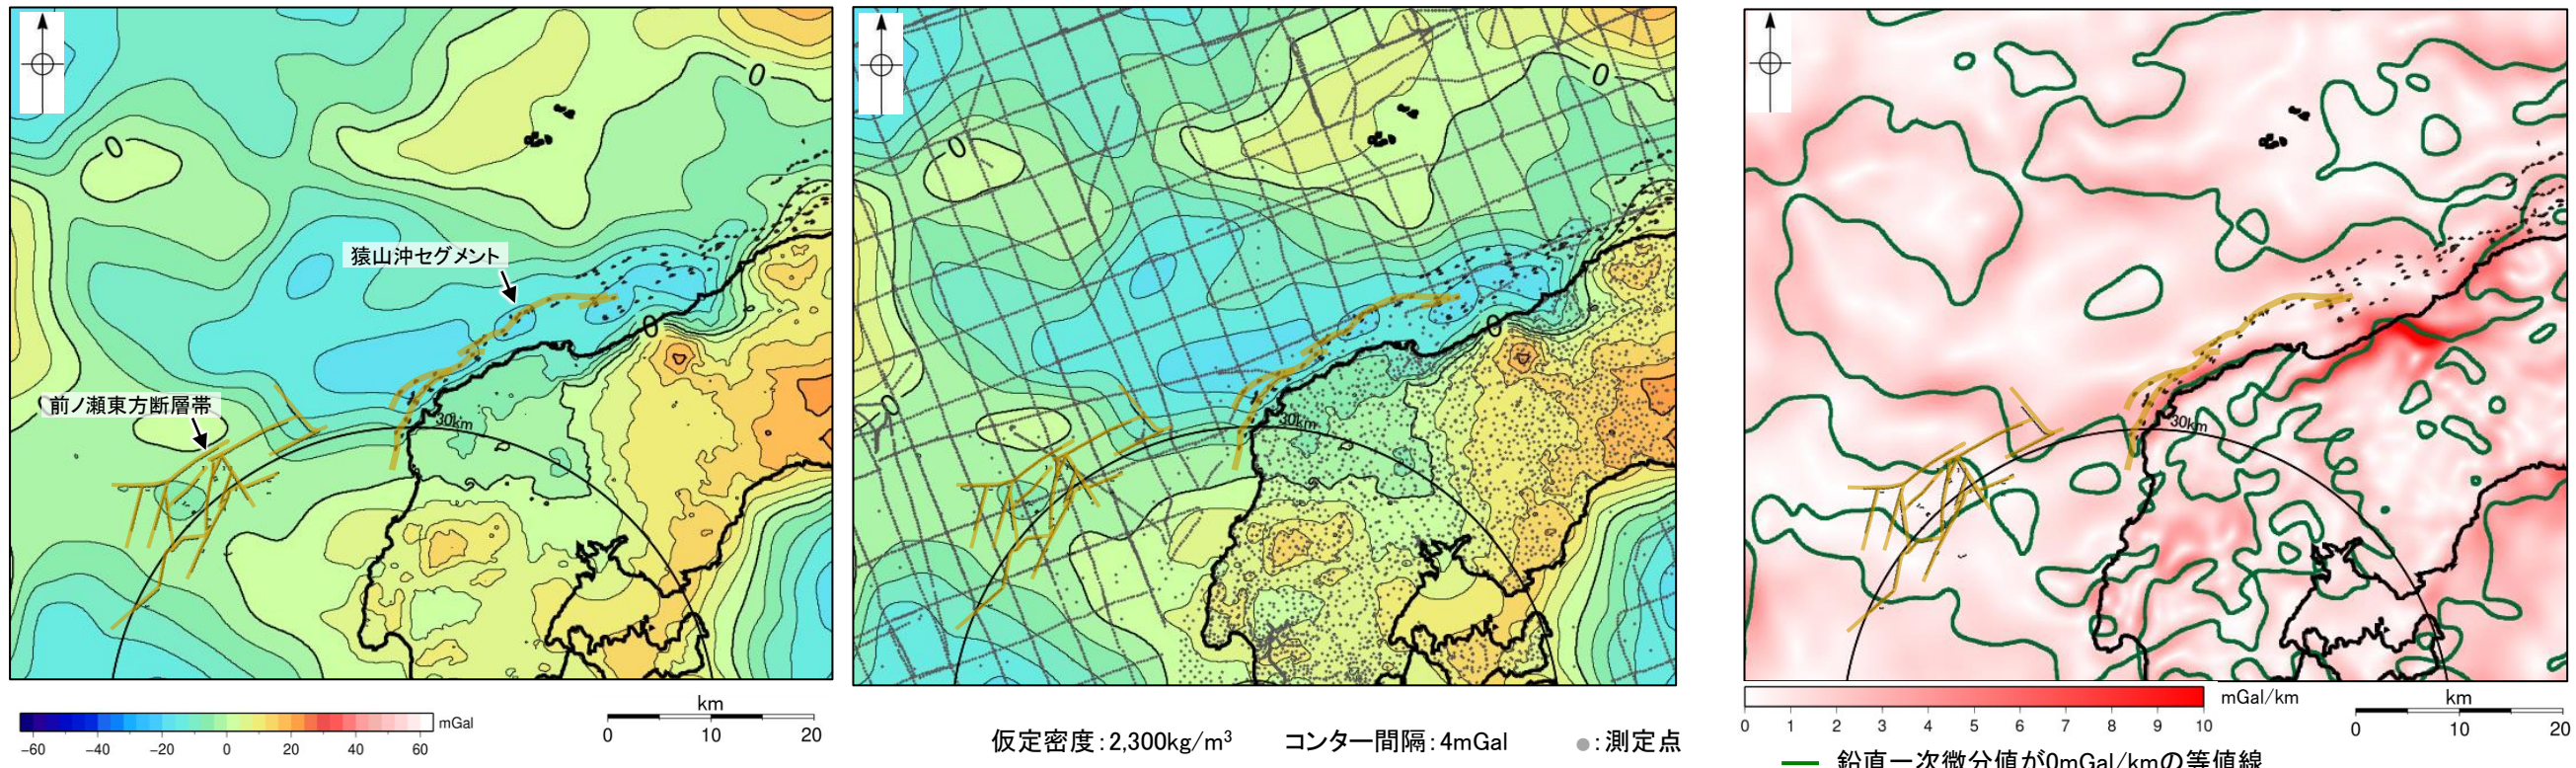 0
0
猿山沖セグメント
0
前ノ瀬東方断層帯
30km
0
0
0
0
30km
30km
mGal
−60 −40 −20 0 20 40 60
km
0 10 20
仮定密度：2,300kg/m³ コンター間隔：4mGal ●：測定点
mGal/km
0 1 2 3 4 5 6 7 8 9 10
km
0 10 20
鉛直一次微分値が0mGal/kmの等値線